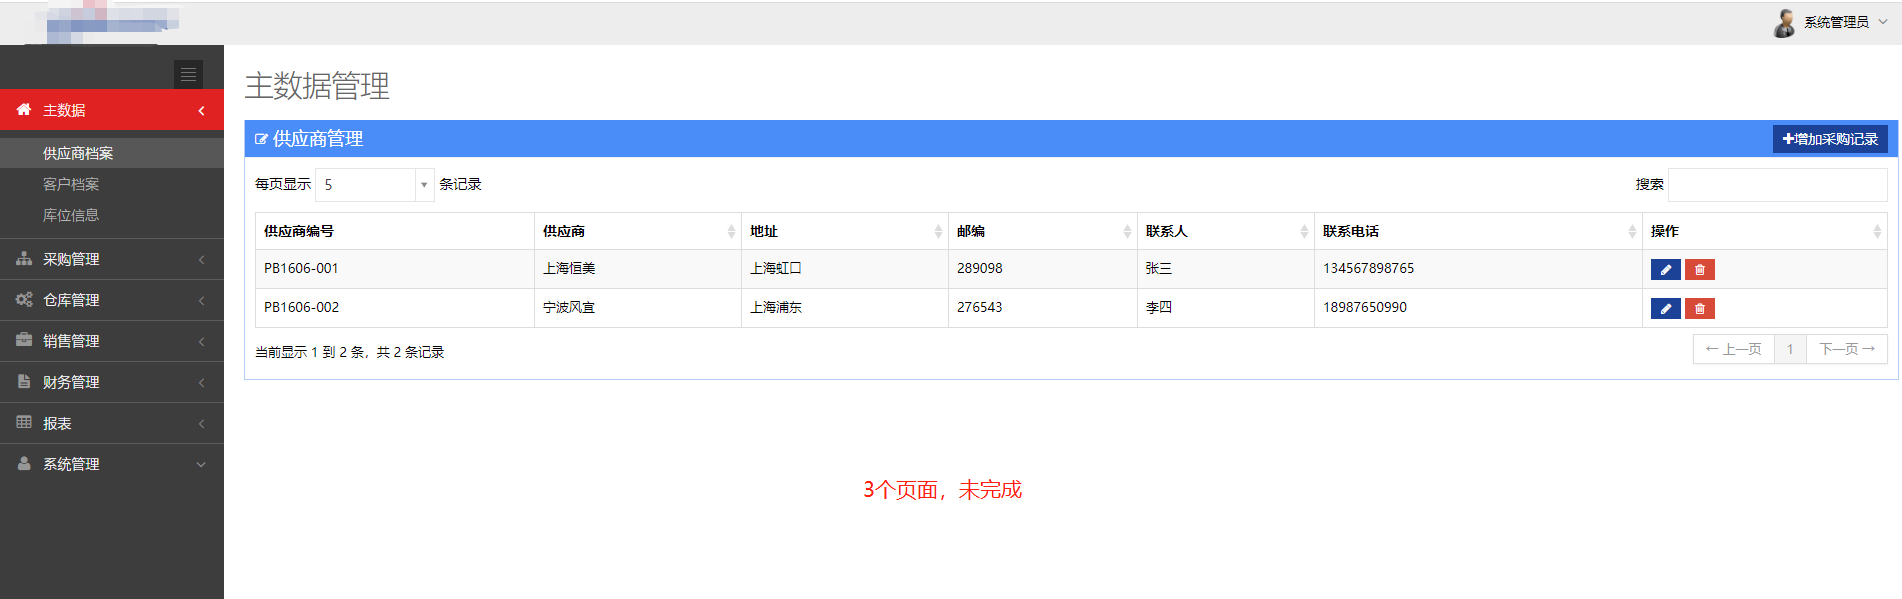 系统管理员
主数据
供应商档案
客户档案
库位信息
采购管理
仓库管理
销售管理
财务管理
报表
系统管理
主数据管理
供应商管理 增加采购记录
每页显示 5 条记录 搜索
供应商编号 供应商 地址 邮编 联系人 联系电话 操作
PB1606-001 上海恒美 上海虹口 289098 张三 134567898765
PB1606-002 宁波风宜 上海浦东 276543 李四 18987650990
当前显示 1 到 2 条，共 2 条记录 ← 上一页 1 下一页 →
3个页面，未完成